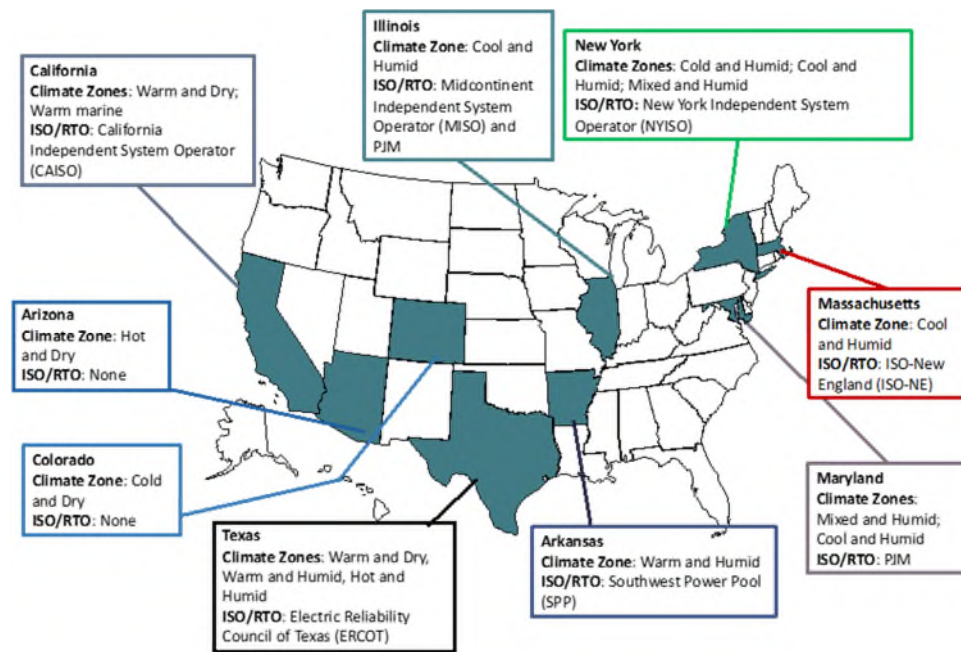 Illinois
Climate Zone: Cool and
Humid
ISO/RTO: Midcontinent
Independent System
Operator (MISO) and
PJM
New York
Climate Zones: Cold and Humid; Cool and
Humid; Mixed and Humid
ISO/RTO: New York Independent System
Operator (NYISO)
California
Climate Zones: Warm and Dry;
Warm marine
ISO/RTO: California
Independent System Operator
(CAISO)
Arizona
Climate Zone: Hot
and Dry
ISO/RTO: None
Massachusetts
Climate Zone: Cool
and Humid
ISO/RTO: ISO-New
England (ISO-NE)
Colorado
Climate Zone: Cold
and Dry
ISO/RTO: None
Maryland
Climate Zones:
Mixed and Humid;
Cool and Humid
ISO/RTO: PJM
Texas
Climate Zones: Warm and Dry,
Warm and Humid, Hot and
Humid
ISO/RTO: Electric Reliability
Council of Texas (ERCOT)
Arkansas
Climate Zone: Warm and Humid
ISO/RTO: Southwest Power Pool
(SPP)